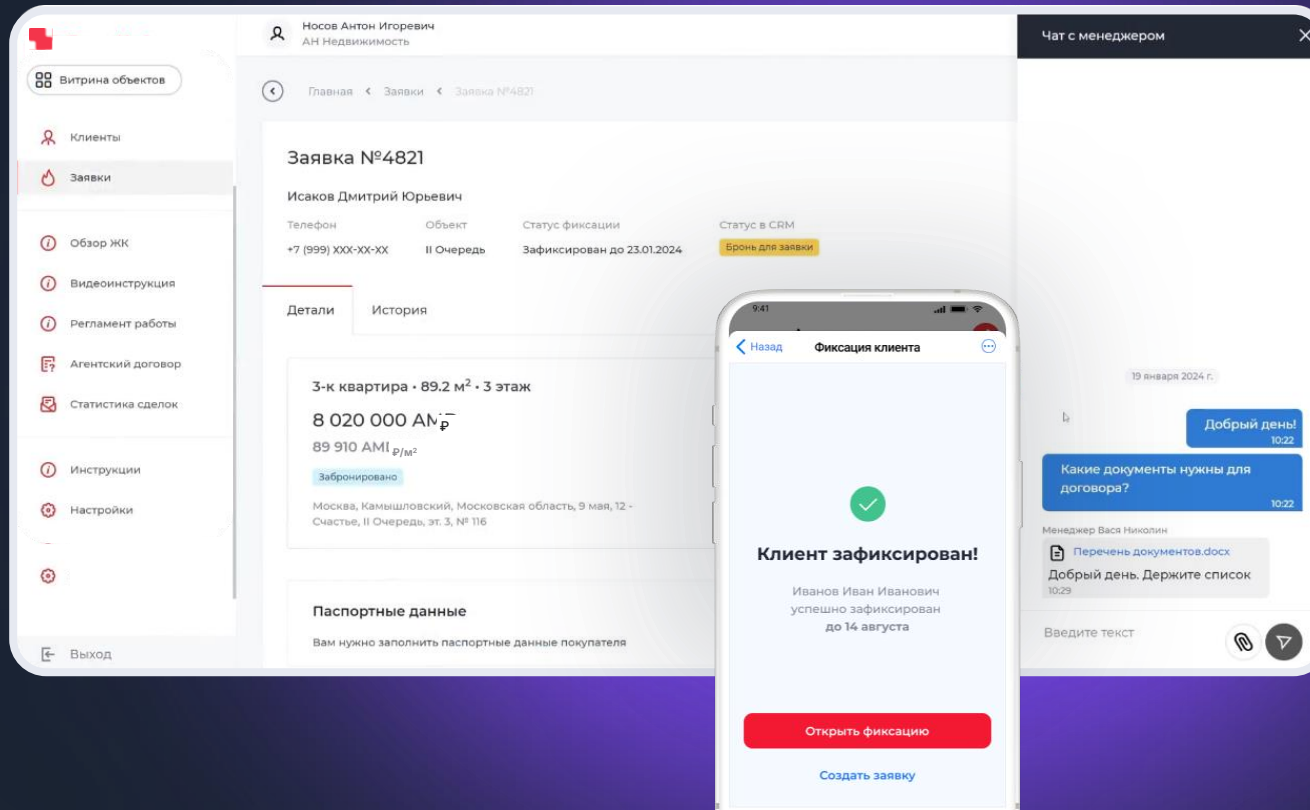 Носов Антон Игоревич
АН Недвижимость
Витрина объектов
Клиенты
Заявки
Обзор ЖК
Видеоинструкция
Регламент работы
Агентский договор
Статистика сделок
Инструкции
Настройки
Выход
Главная < Заявки < Заявка №4821
Заявка №4821
Исаков Дмитрий Юрьевич
Телефон Объект Статус фиксации Статус в CRM
+7 (999) XXX-XX-XX II Очередь Зафиксирован до 23.01.2024 Бронь для заявки
Детали История
3-к квартира • 89.2 м² • 3 этаж
8 020 000 ₽
89 910 ₽/м²
Забронировано
Москва, Камышловский, Московская область, 9 мая, 12 -
Счастье, II Очередь, эт. 3, № 116
Паспортные данные
Вам нужно заполнить паспортные данные покупателя
9:41
Назад Фиксация клиента
Клиент зафиксирован!
Иванов Иван Иванович
успешно зафиксирован
до 14 августа
Открыть фиксацию
Создать заявку
Чат с менеджером
19 января 2024 г.
Добрый день!
10:22
Какие документы нужны для
договора?
10:22
Менеджер Вася Николин
Перечень документов.docx
Добрый день. Держите список
10:29
Введите текст